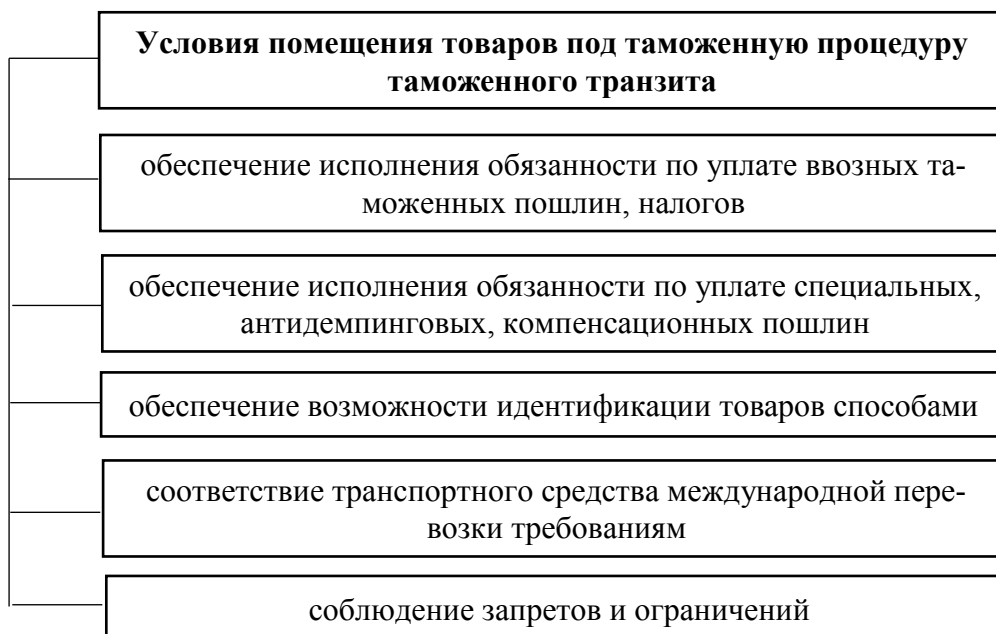 Условия помещения товаров под таможенную процедуру
таможенного транзита
обеспечение исполнения обязанности по уплате ввозных та-
моженных пошлин, налогов
обеспечение исполнения обязанности по уплате специальных,
антидемпинговых, компенсационных пошлин
обеспечение возможности идентификации товаров способами
соответствие транспортного средства международной пере-
возки требованиям
соблюдение запретов и ограничений